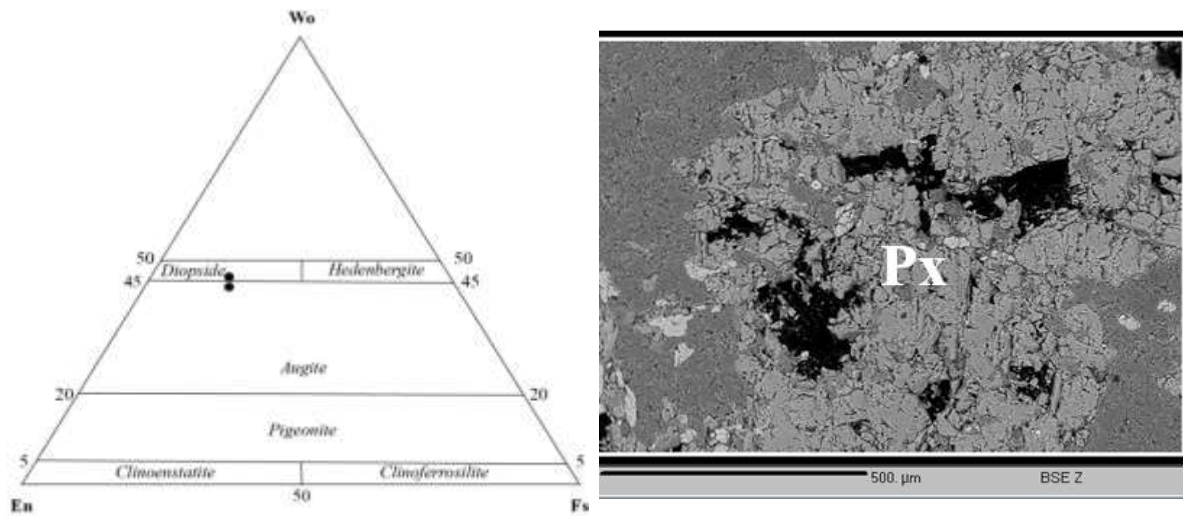 Wo
50 50
Diopside Hedenbergite
45 45
Augite
20 20
Pigeonite
5 5
Clinoenstatite Clinoferrosilite
50
En Fs
Px
500. µm BSE Z